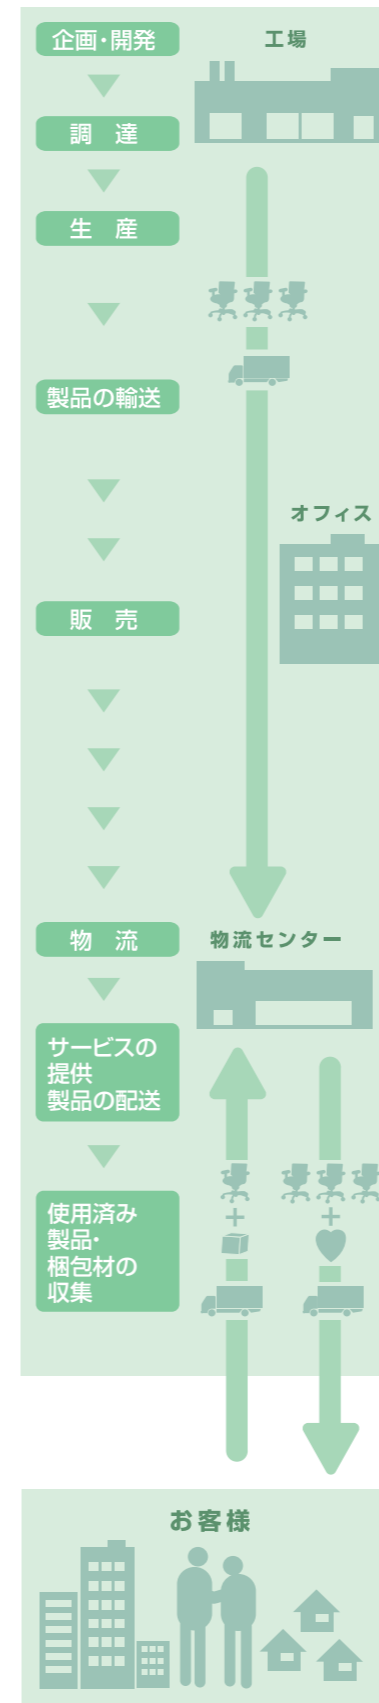 企画・開発
工場
調　達
生　産
製品の輸送
オフィス
販　売
物　流
物流センター
サービスの
提供
製品の配送
使用済み
製品・
梱包材の
収集
+
+
お客様